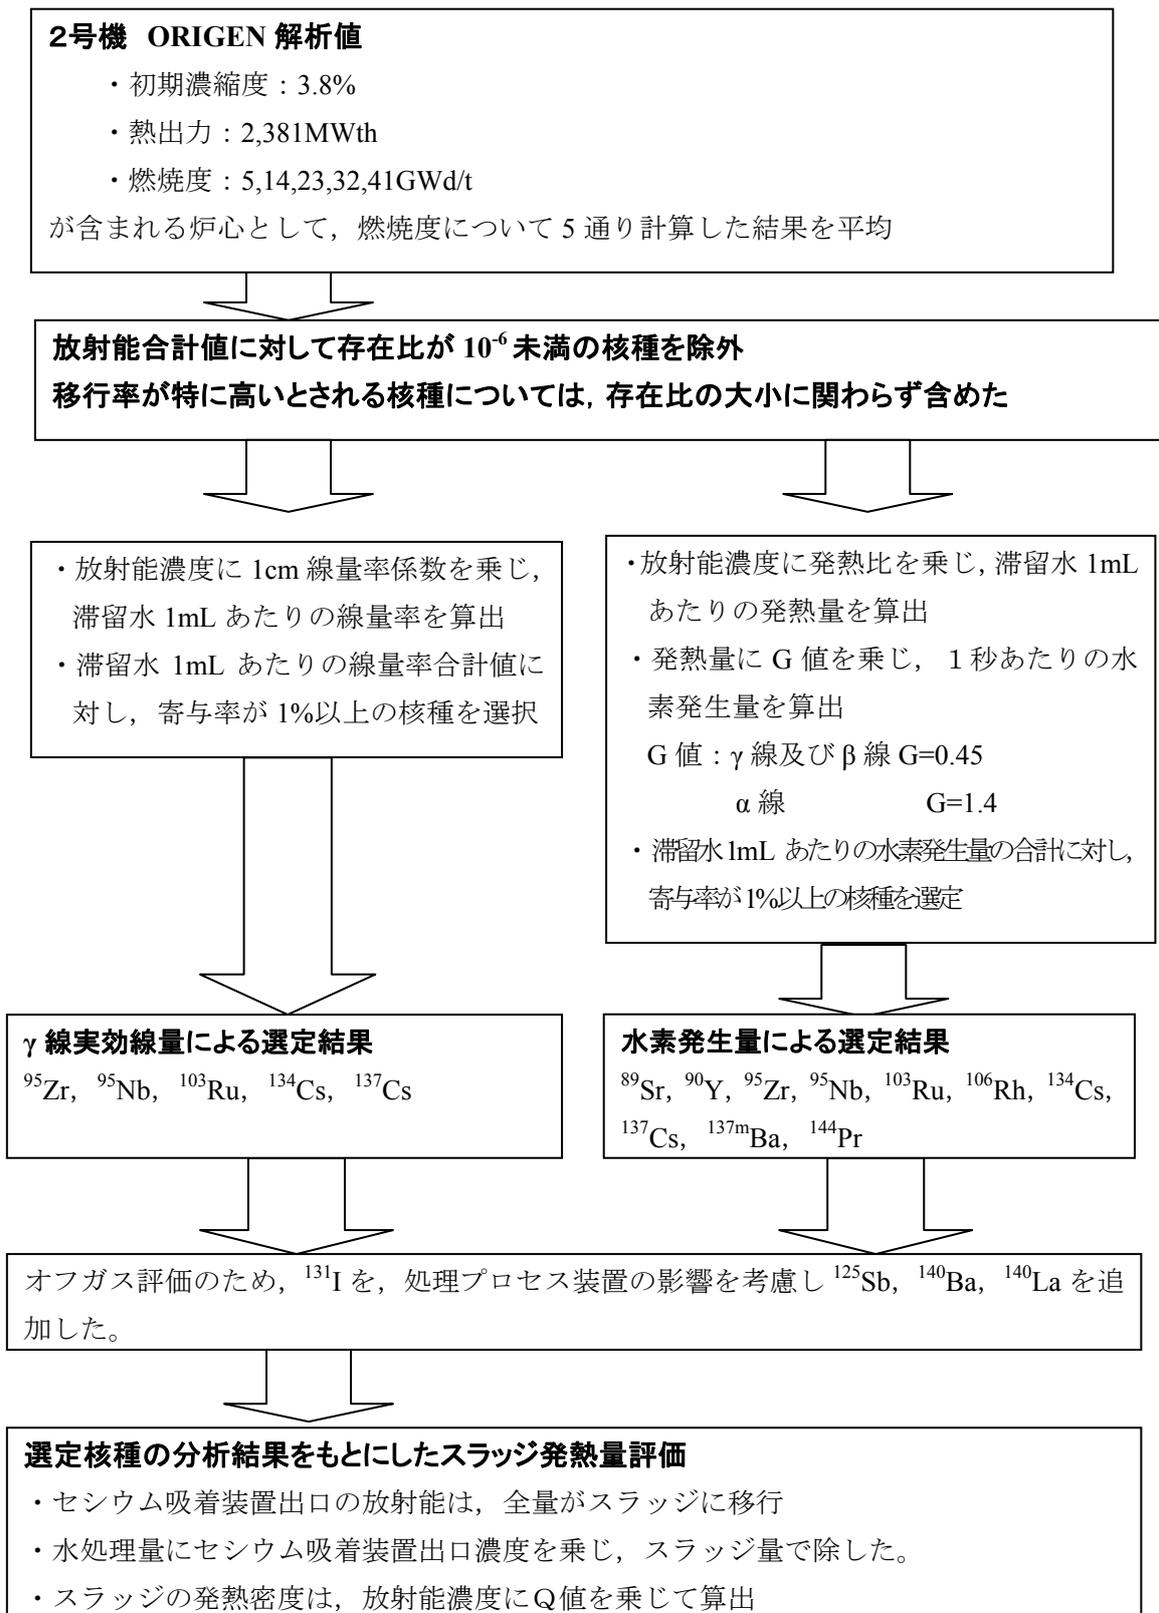 ２号機 ORIGEN 解析値
・初期濃縮度：3.8%
・熱出力：2,381MWth
・燃焼度：5,14,23,32,41GWd/t
が含まれる炉心として，燃焼度について 5 通り計算した結果を平均
放射能合計値に対して存在比が 10⁻⁶ 未満の核種を除外
移行率が特に高いとされる核種については，存在比の大小に関わらず含めた
・放射能濃度に 1cm 線量率係数を乗じ，
滞留水 1mL あたりの線量率を算出
・滞留水 1mL あたりの線量率合計値に
対し，寄与率が 1%以上の核種を選択
・放射能濃度に発熱比を乗じ，滞留水 1mL
あたりの発熱量を算出
・発熱量に G 値を乗じ，１秒あたりの水
素発生量を算出
G 値：γ 線及び β 線 G=0.45
α 線 G=1.4
・滞留水 1mL あたりの水素発生量の合計に対し，
寄与率が 1%以上の核種を選定
γ 線実効線量による選定結果
⁹⁵Zr，⁹⁵Nb，¹⁰³Ru，¹³⁴Cs，¹³⁷Cs
水素発生量による選定結果
⁸⁹Sr, ⁹⁰Y, ⁹⁵Zr, ⁹⁵Nb, ¹⁰³Ru, ¹⁰⁶Rh, ¹³⁴Cs,
¹³⁷Cs，¹³⁷ᵐBa，¹⁴⁴Pr
オフガス評価のため，¹³¹I を，処理プロセス装置の影響を考慮し ¹²⁵Sb，¹⁴⁰Ba，¹⁴⁰La を追
加した。
選定核種の分析結果をもとにしたスラッジ発熱量評価
・セシウム吸着装置出口の放射能は，全量がスラッジに移行
・水処理量にセシウム吸着装置出口濃度を乗じ，スラッジ量で除した。
・スラッジの発熱密度は，放射能濃度にＱ値を乗じて算出